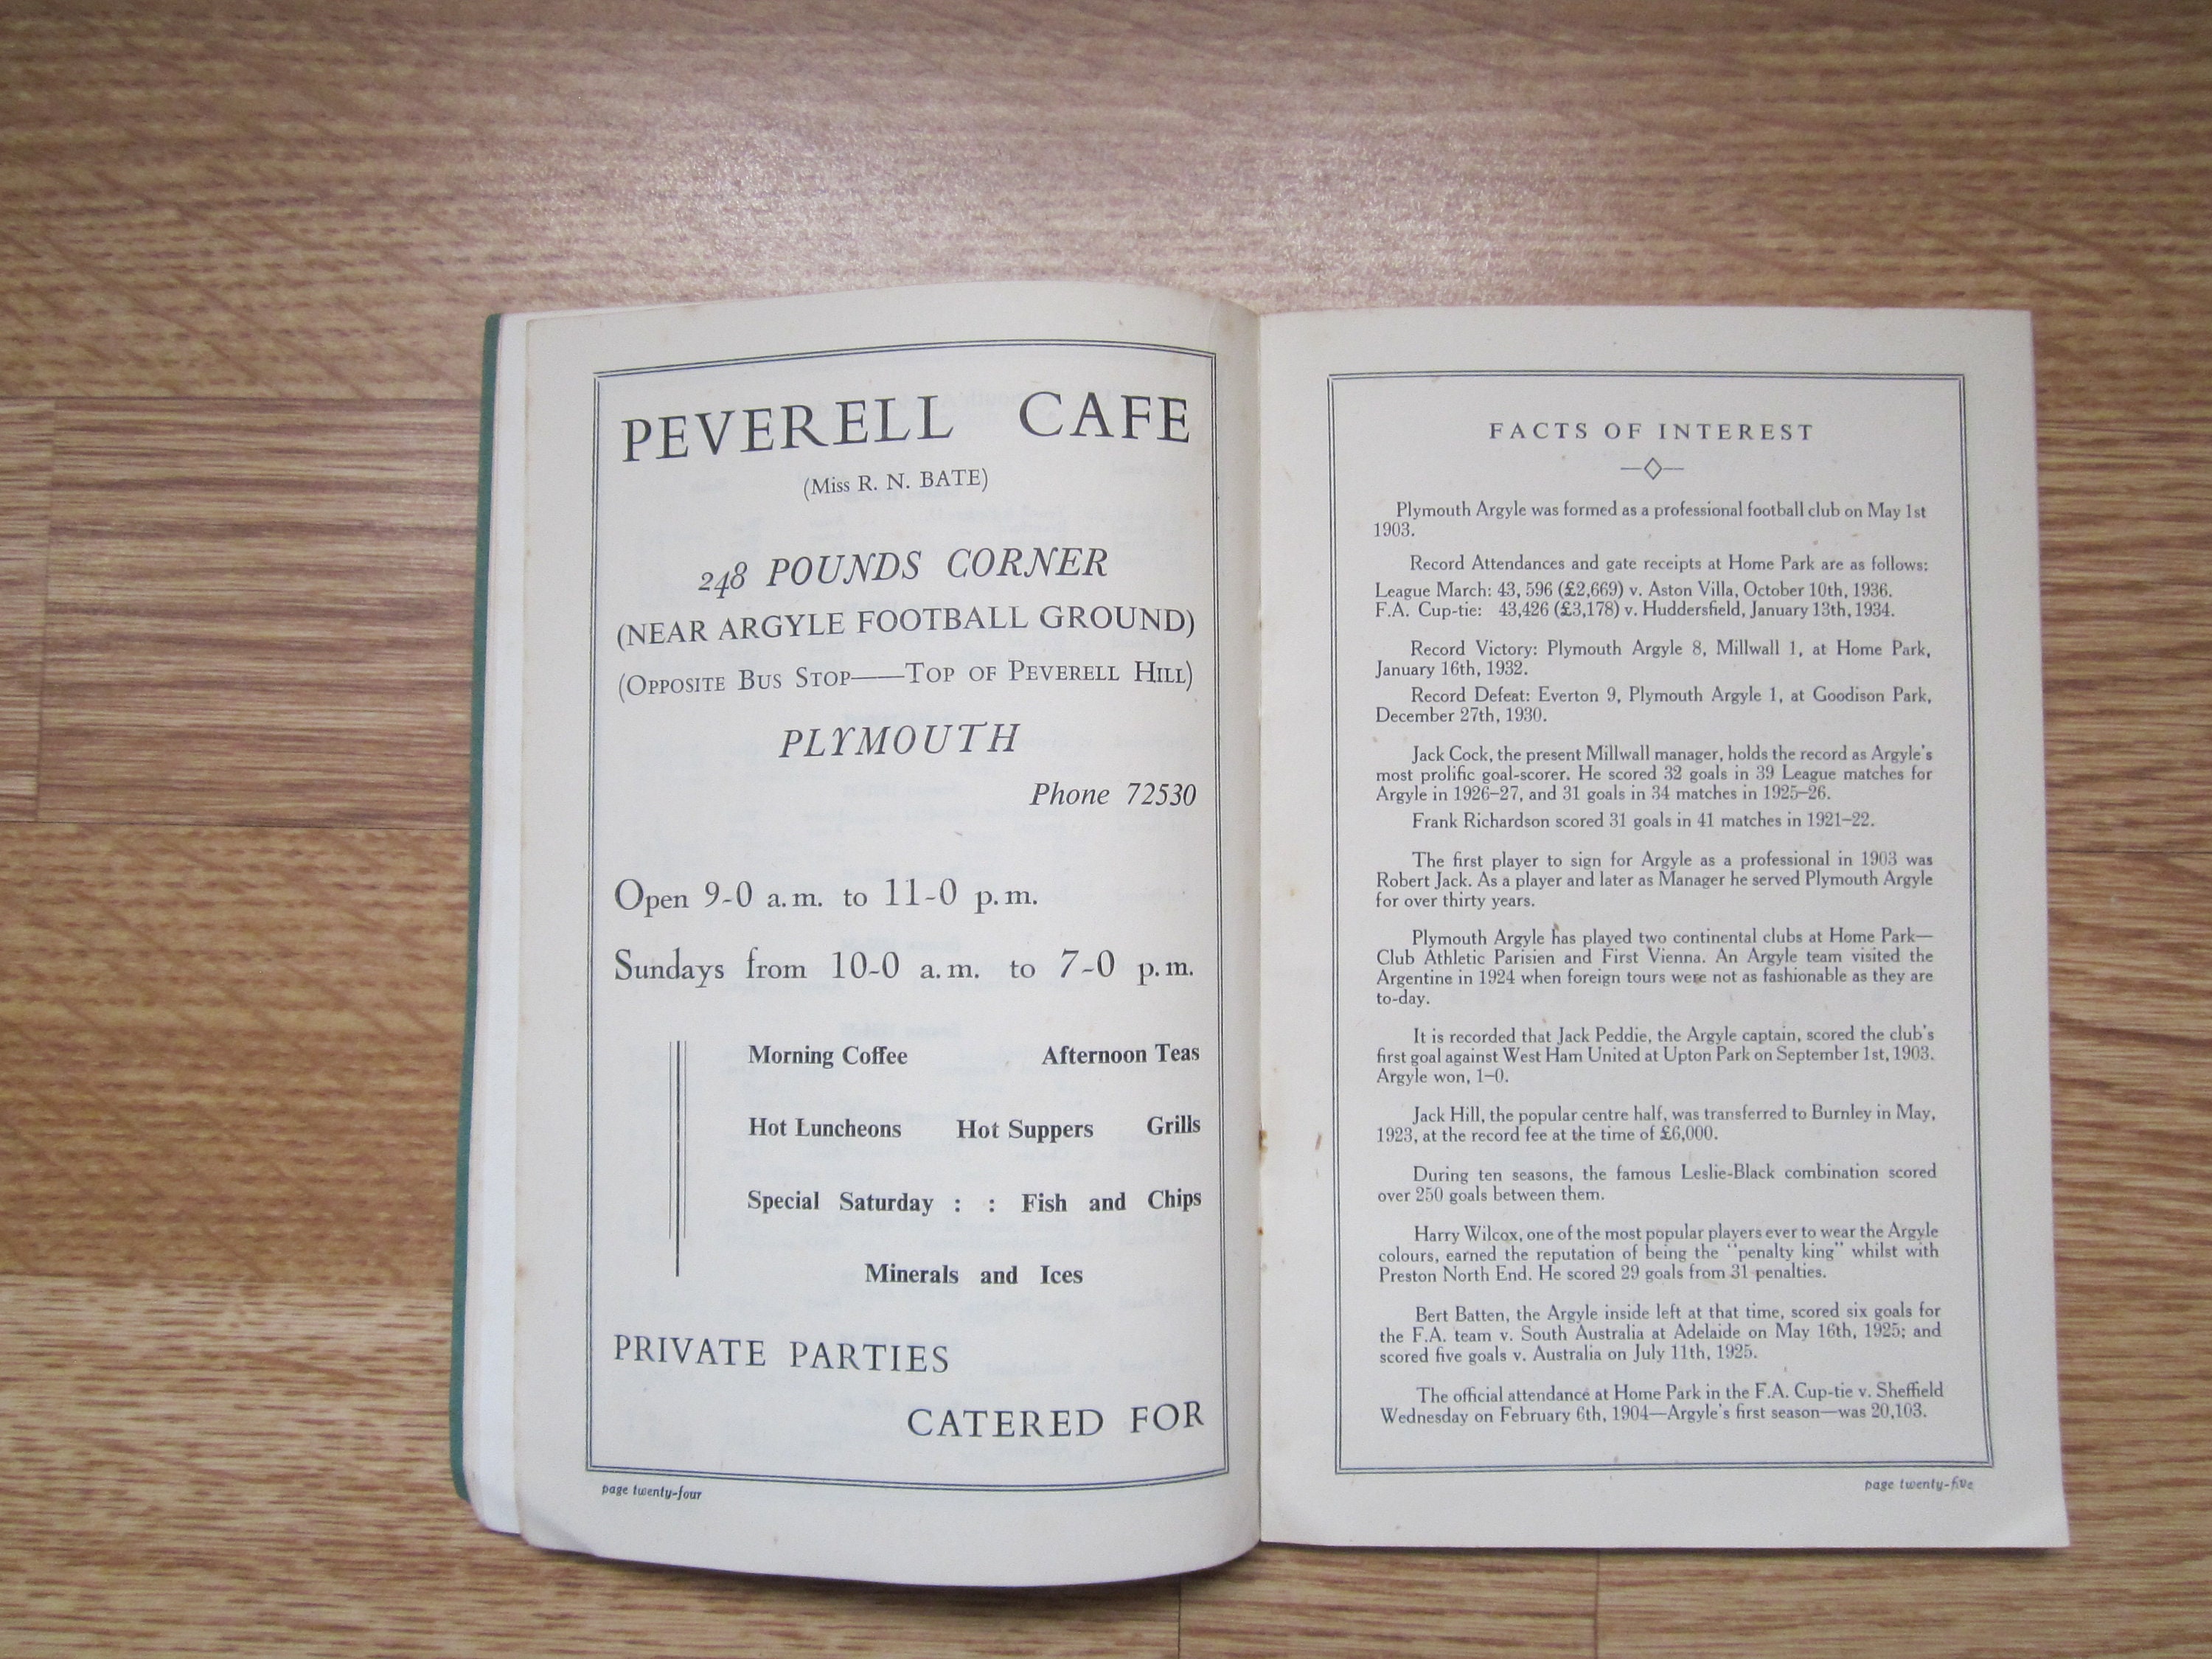 PEVERELL CAFE
(Miss R. N. BATE)
248 POUNDS CORNER
(NEAR ARGYLE FOOTBALL GROUND)
(OPPOSITE BUS STOP——TOP OF PEVERELL HILL)
PLYMOUTH
Phone 72530
Open 9-0 a.m. to 11-0 p.m.
Sundays from 10-0 a.m. to 7-0 p.m.
Morning Coffee Afternoon Teas
Hot Luncheons Hot Suppers Grills
Special Saturday : : Fish and Chips
Minerals and Ices
PRIVATE PARTIES
CATERED FOR
page twenty-four
FACTS OF INTEREST
Plymouth Argyle was formed as a professional football club on May 1st
1903.
Record Attendances and gate receipts at Home Park are as follows:
League March: 43, 596 (£2,669) v. Aston Villa, October 10th, 1936.
F.A. Cup-tie: 43,426 (£3,178) v. Huddersfield, January 13th, 1934.
Record Victory: Plymouth Argyle 8, Millwall 1, at Home Park,
January 16th, 1932.
Record Defeat: Everton 9, Plymouth Argyle 1, at Goodison Park,
December 27th, 1930.
Jack Cock, the present Millwall manager, holds the record as Argyle's
most prolific goal-scorer. He scored 32 goals in 39 League matches for
Argyle in 1926-27, and 31 goals in 34 matches in 1925-26.
Frank Richardson scored 31 goals in 41 matches in 1921-22.
The first player to sign for Argyle as a professional in 1903 was
Robert Jack. As a player and later as Manager he served Plymouth Argyle
for over thirty years.
Plymouth Argyle has played two continental clubs at Home Park—
Club Athletic Parisien and First Vienna. An Argyle team visited the
Argentine in 1924 when foreign tours were not as fashionable as they are
to-day.
It is recorded that Jack Peddie, the Argyle captain, scored the club's
first goal against West Ham United at Upton Park on September 1st, 1903.
Argyle won, 1-0.
Jack Hill, the popular centre half, was transferred to Burnley in May,
1923, at the record fee at the time of £6,000.
During ten seasons, the famous Leslie-Black combination scored
over 250 goals between them.
Harry Wilcox, one of the most popular players ever to wear the Argyle
colours, earned the reputation of being the "penalty king" whilst with
Preston North End. He scored 29 goals from 31 penalties.
Bert Batten, the Argyle inside left at that time, scored six goals for
the F.A. team v. South Australia at Adelaide on May 16th, 1925; and
scored five goals v. Australia on July 11th, 1925.
The official attendance at Home Park in the F.A. Cup-tie v. Sheffield
Wednesday on February 6th, 1904—Argyle's first season—was 20,103.
page twenty-five